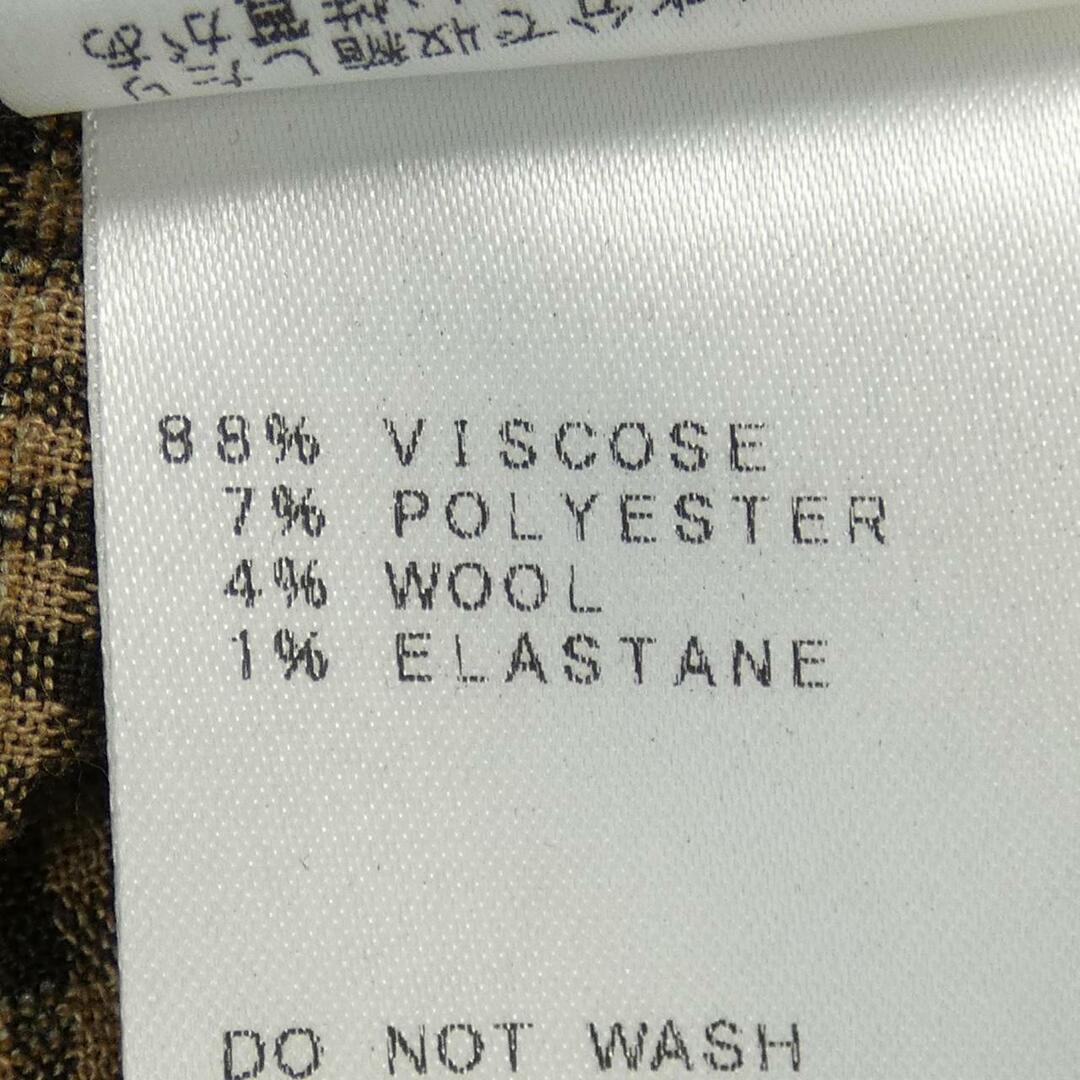 88% VISCOSE
7% POLYESTER
4% WOOL
1% ELASTANE
DO NOT WASH